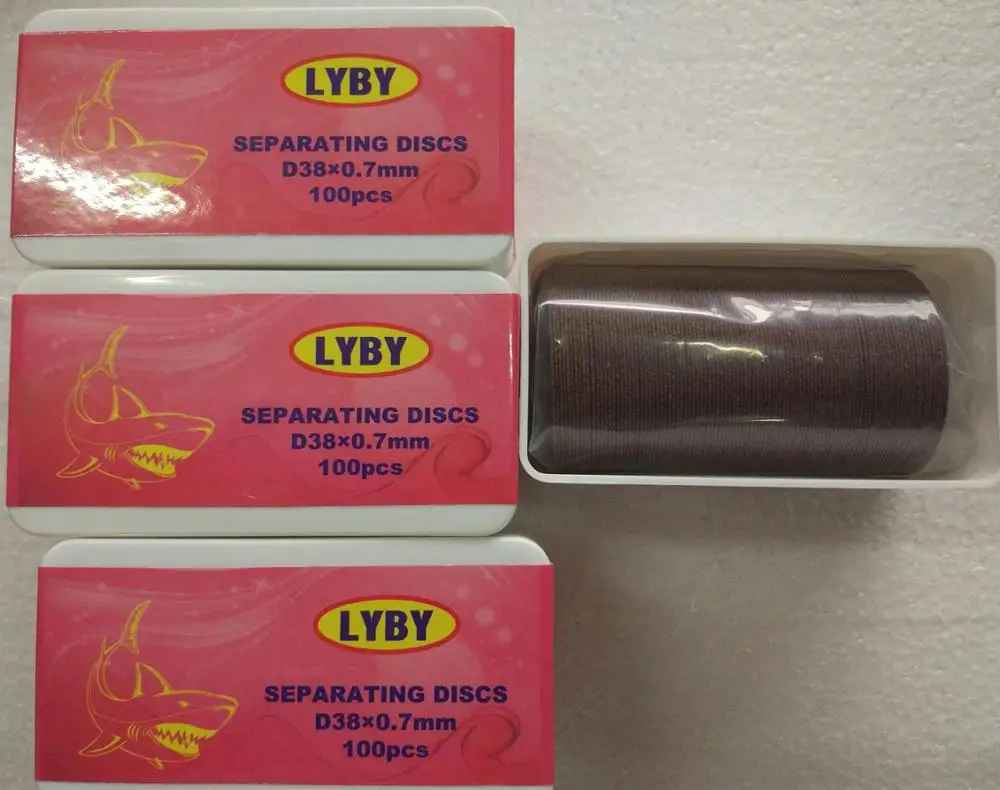 LYBY
SEPARATING DISCS
D38×0.7mm
100pcs
LYBY
SEPARATING DISCS
D38×0.7mm
100pcs
LYBY
SEPARATING DISCS
D38×0.7mm
100pcs